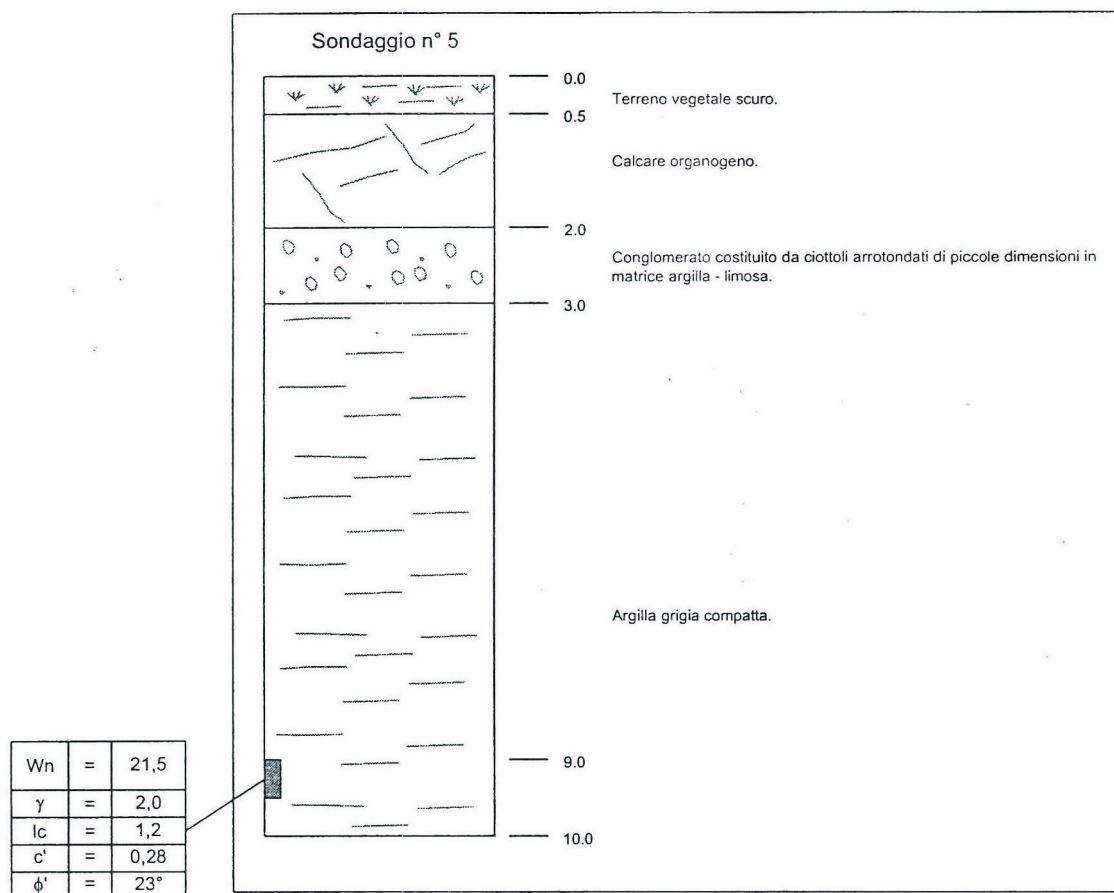 Sondaggio n° 5
0.0
Terreno vegetale scuro.
0.5
Calcare organogeno.
2.0
Conglomerato costituito da ciottoli arrotondati di piccole dimensioni in
matrice argilla - limosa.
3.0
Argilla grigia compatta.
9.0
10.0
Wn = 21,5
γ = 2,0
Ic = 1,2
c' = 0,28
ϕ' = 23°